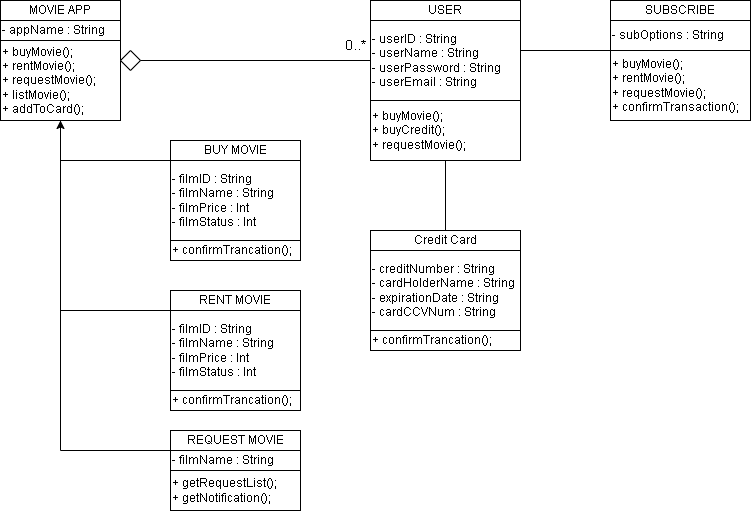 MOVIE APP
- appName : String
+ buyMovie();
+ rentMovie();
+ requestMovie();
+ listMovie();
+ addToCard();
0..*
USER
- userID : String
- userName : String
- userPassword : String
- userEmail : String
+ buyMovie();
+ buyCredit();
+ requestMovie();
SUBSCRIBE
- subOptions : String
+ buyMovie();
+ rentMovie();
+ requestMovie();
+ confirmTransaction();
BUY MOVIE
- filmID : String
- filmName : String
- filmPrice : Int
- filmStatus : Int
+ confirmTrancation();
Credit Card
- creditNumber : String
- cardHolderName : String
- expirationDate : String
- cardCCVNum : String
+ confirmTrancation();
RENT MOVIE
- filmID : String
- filmName : String
- filmPrice : Int
- filmStatus : Int
+ confirmTrancation();
REQUEST MOVIE
- filmName : String
+ getRequestList();
+ getNotification();